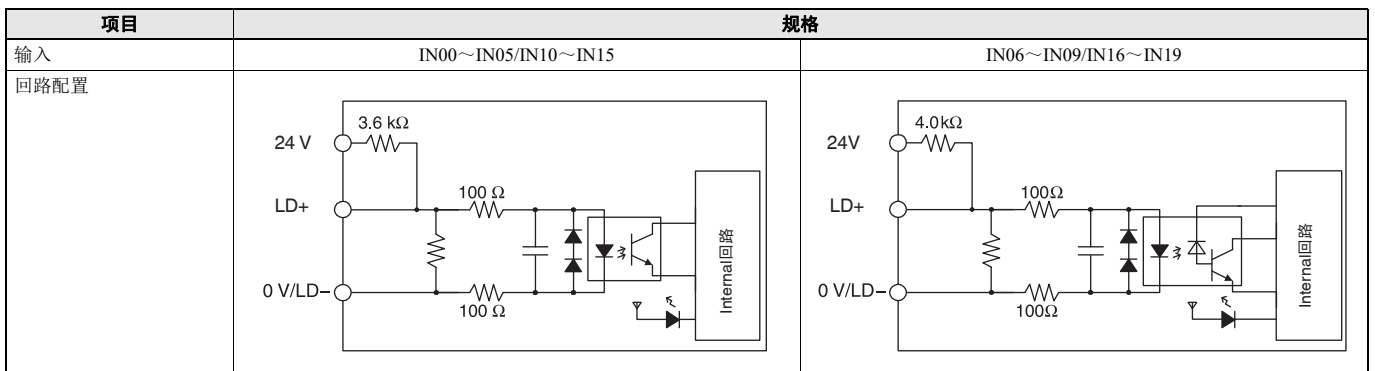 项目 规格
输入 IN00～IN05/IN10～IN15 IN06～IN09/IN16～IN19
回路配置
3.6 kΩ
24 V
LD+
100 Ω
0 V/LD−
100 Ω
Internal回路
4.0kΩ
24V
LD+
100Ω
0 V/LD−
100Ω
Internal回路